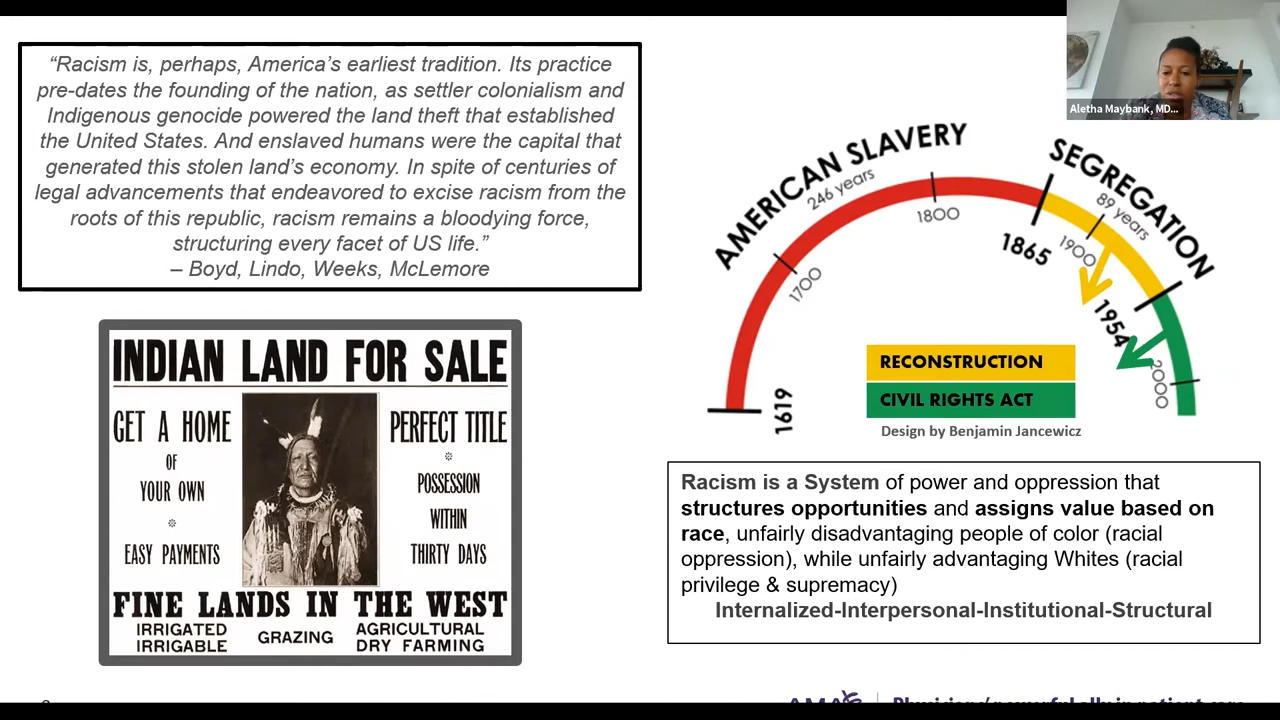 “Racism is, perhaps, America’s earliest tradition. Its practice
pre-dates the founding of the nation, as settler colonialism and
Indigenous genocide powered the land theft that established
the United States. And enslaved humans were the capital that
generated this stolen land’s economy. In spite of centuries of
legal advancements that endeavored to excise racism from the
roots of this republic, racism remains a bloodying force,
structuring every facet of US life.”
– Boyd, Lindo, Weeks, McLemore
Aletha Maybank, MD...
AMERICAN SLAVERY
246 years
SEGREGATION
89 years
1619
1700
1800
1865
1900
1954
2000
RECONSTRUCTION
CIVIL RIGHTS ACT
Design by Benjamin Jancewicz
INDIAN LAND FOR SALE
GET A HOME
OF
YOUR OWN
EASY PAYMENTS
PERFECT TITLE
POSSESSION
WITHIN
THIRTY DAYS
FINE LANDS IN THE WEST
IRRIGATED
IRRIGABLE
GRAZING
AGRICULTURAL
DRY FARMING
Racism is a System of power and oppression that
structures opportunities and assigns value based on
race, unfairly disadvantaging people of color (racial
oppression), while unfairly advantaging Whites (racial
privilege & supremacy)
Internalized-Interpersonal-Institutional-Structural
AMA
Physicians’ powerful ally in patient care